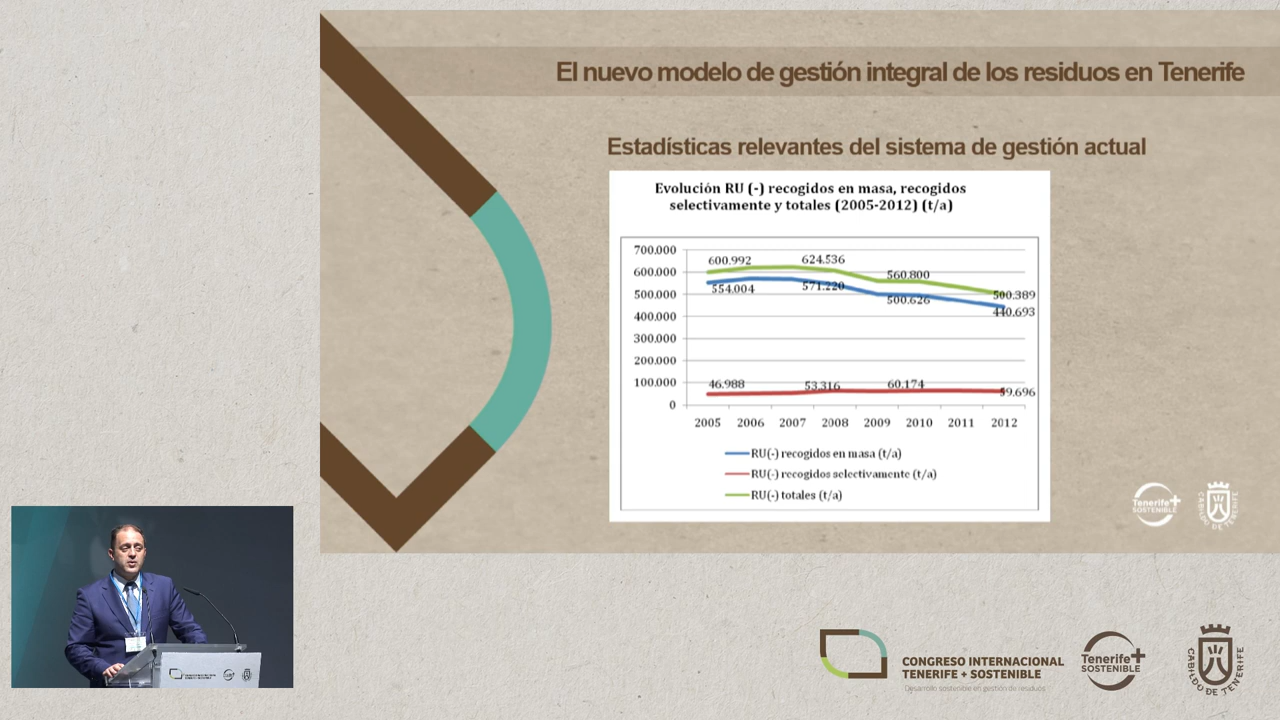 El nuevo modelo de gestión integral de los residuos en Tenerife
Estadísticas relevantes del sistema de gestión actual
Evolución RU (-) recogidos en masa, recogidos
selectivamente y totales (2005-2012) (t/a)
700.000
600.000
500.000
400.000
300.000
200.000
100.000
0
600.992
624.536
560.800
500.389
554.004
571.220
500.626
440.693
46.988
53.316
60.174
59.696
2005 2006 2007 2008 2009 2010 2011 2012
RU(-) recogidos en masa (t/a)
RU(-) recogidos selectivamente (t/a)
RU(-) totales (t/a)
Tenerife+
SOSTENIBLE
CABILDO DE TENERIFE
CONGRESO INTERNACIONAL
TENERIFE + SOSTENIBLE
Desarrollo sostenible en gestión de residuos
Tenerife+
SOSTENIBLE
CABILDO DE TENERIFE